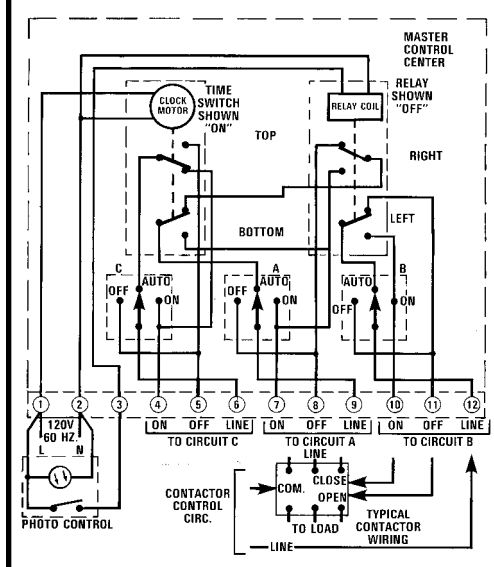 MASTER
CONTROL
CENTER
TIME
SWITCH
SHOWN
"ON"
CLOCK
MOTOR
RELAY
SHOWN
"OFF"
RELAY COIL
TOP
RIGHT
BOTTOM
LEFT
C
OFF
AUTO
ON
A
OFF
AUTO
ON
B
AUTO
OFF
ON
1 2 3 4 5 6 7 8 9 10 11 12
120V
60 HZ.
L N
ON OFF LINE ON OFF LINE ON OFF LINE
TO CIRCUIT C TO CIRCUIT A TO CIRCUIT B
PHOTO CONTROL
LINE
CONTACTOR
CONTROL
CIRC.
COM.
CLOSE
OPEN
TO LOAD
TYPICAL
CONTACTOR
WIRING
LINE